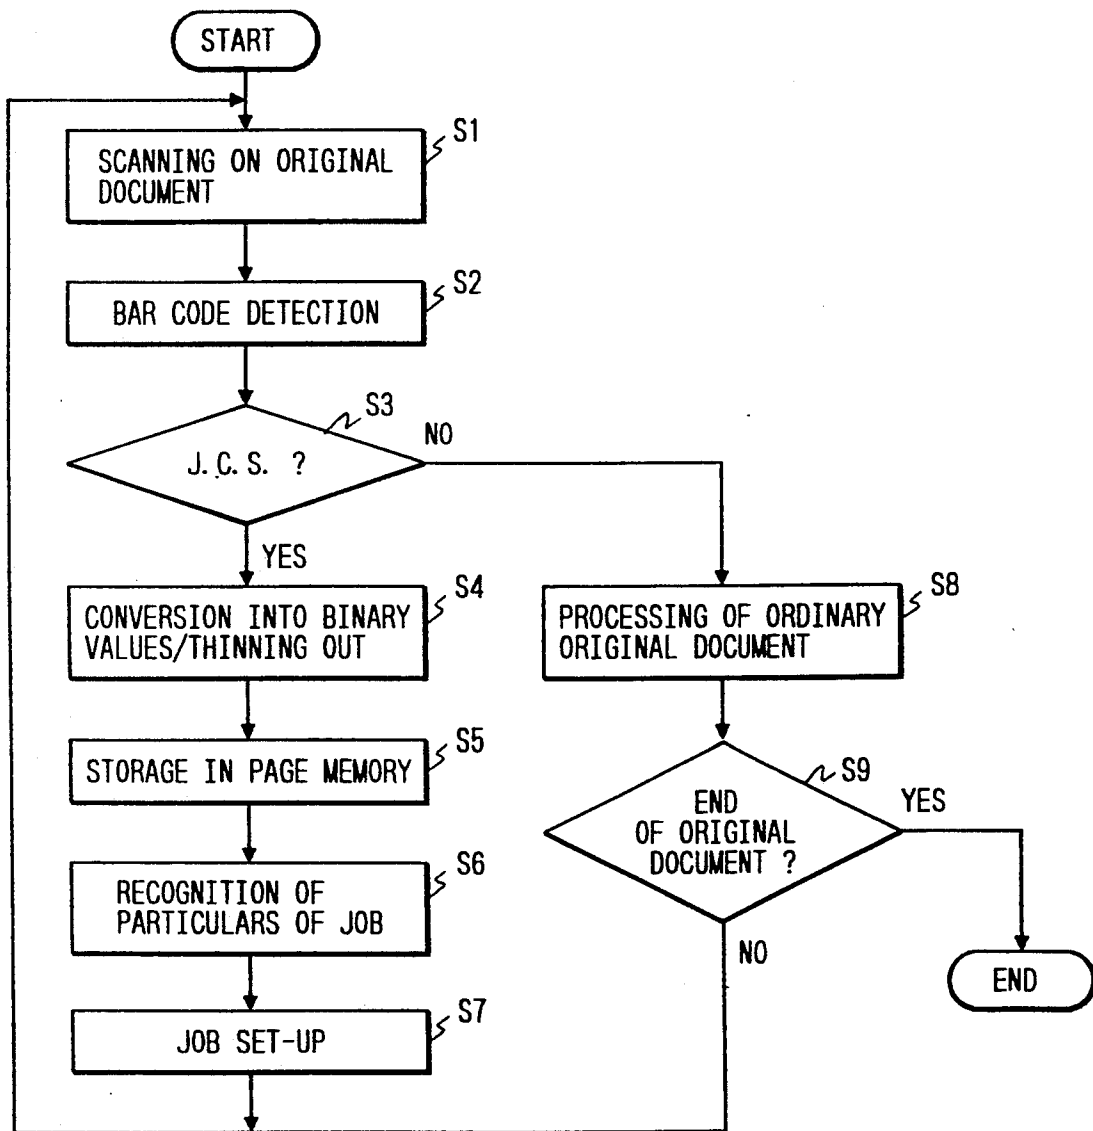 START
S1
SCANNING ON ORIGINAL
DOCUMENT
S2
BAR CODE DETECTION
S3
J.C.S. ?
NO
YES
S4
CONVERSION INTO BINARY
VALUES/THINNING OUT
S8
PROCESSING OF ORDINARY
ORIGINAL DOCUMENT
S5
STORAGE IN PAGE MEMORY
S9
END
OF ORIGINAL
DOCUMENT ?
YES
NO
S6
RECOGNITION OF
PARTICULARS OF JOB
END
S7
JOB SET-UP